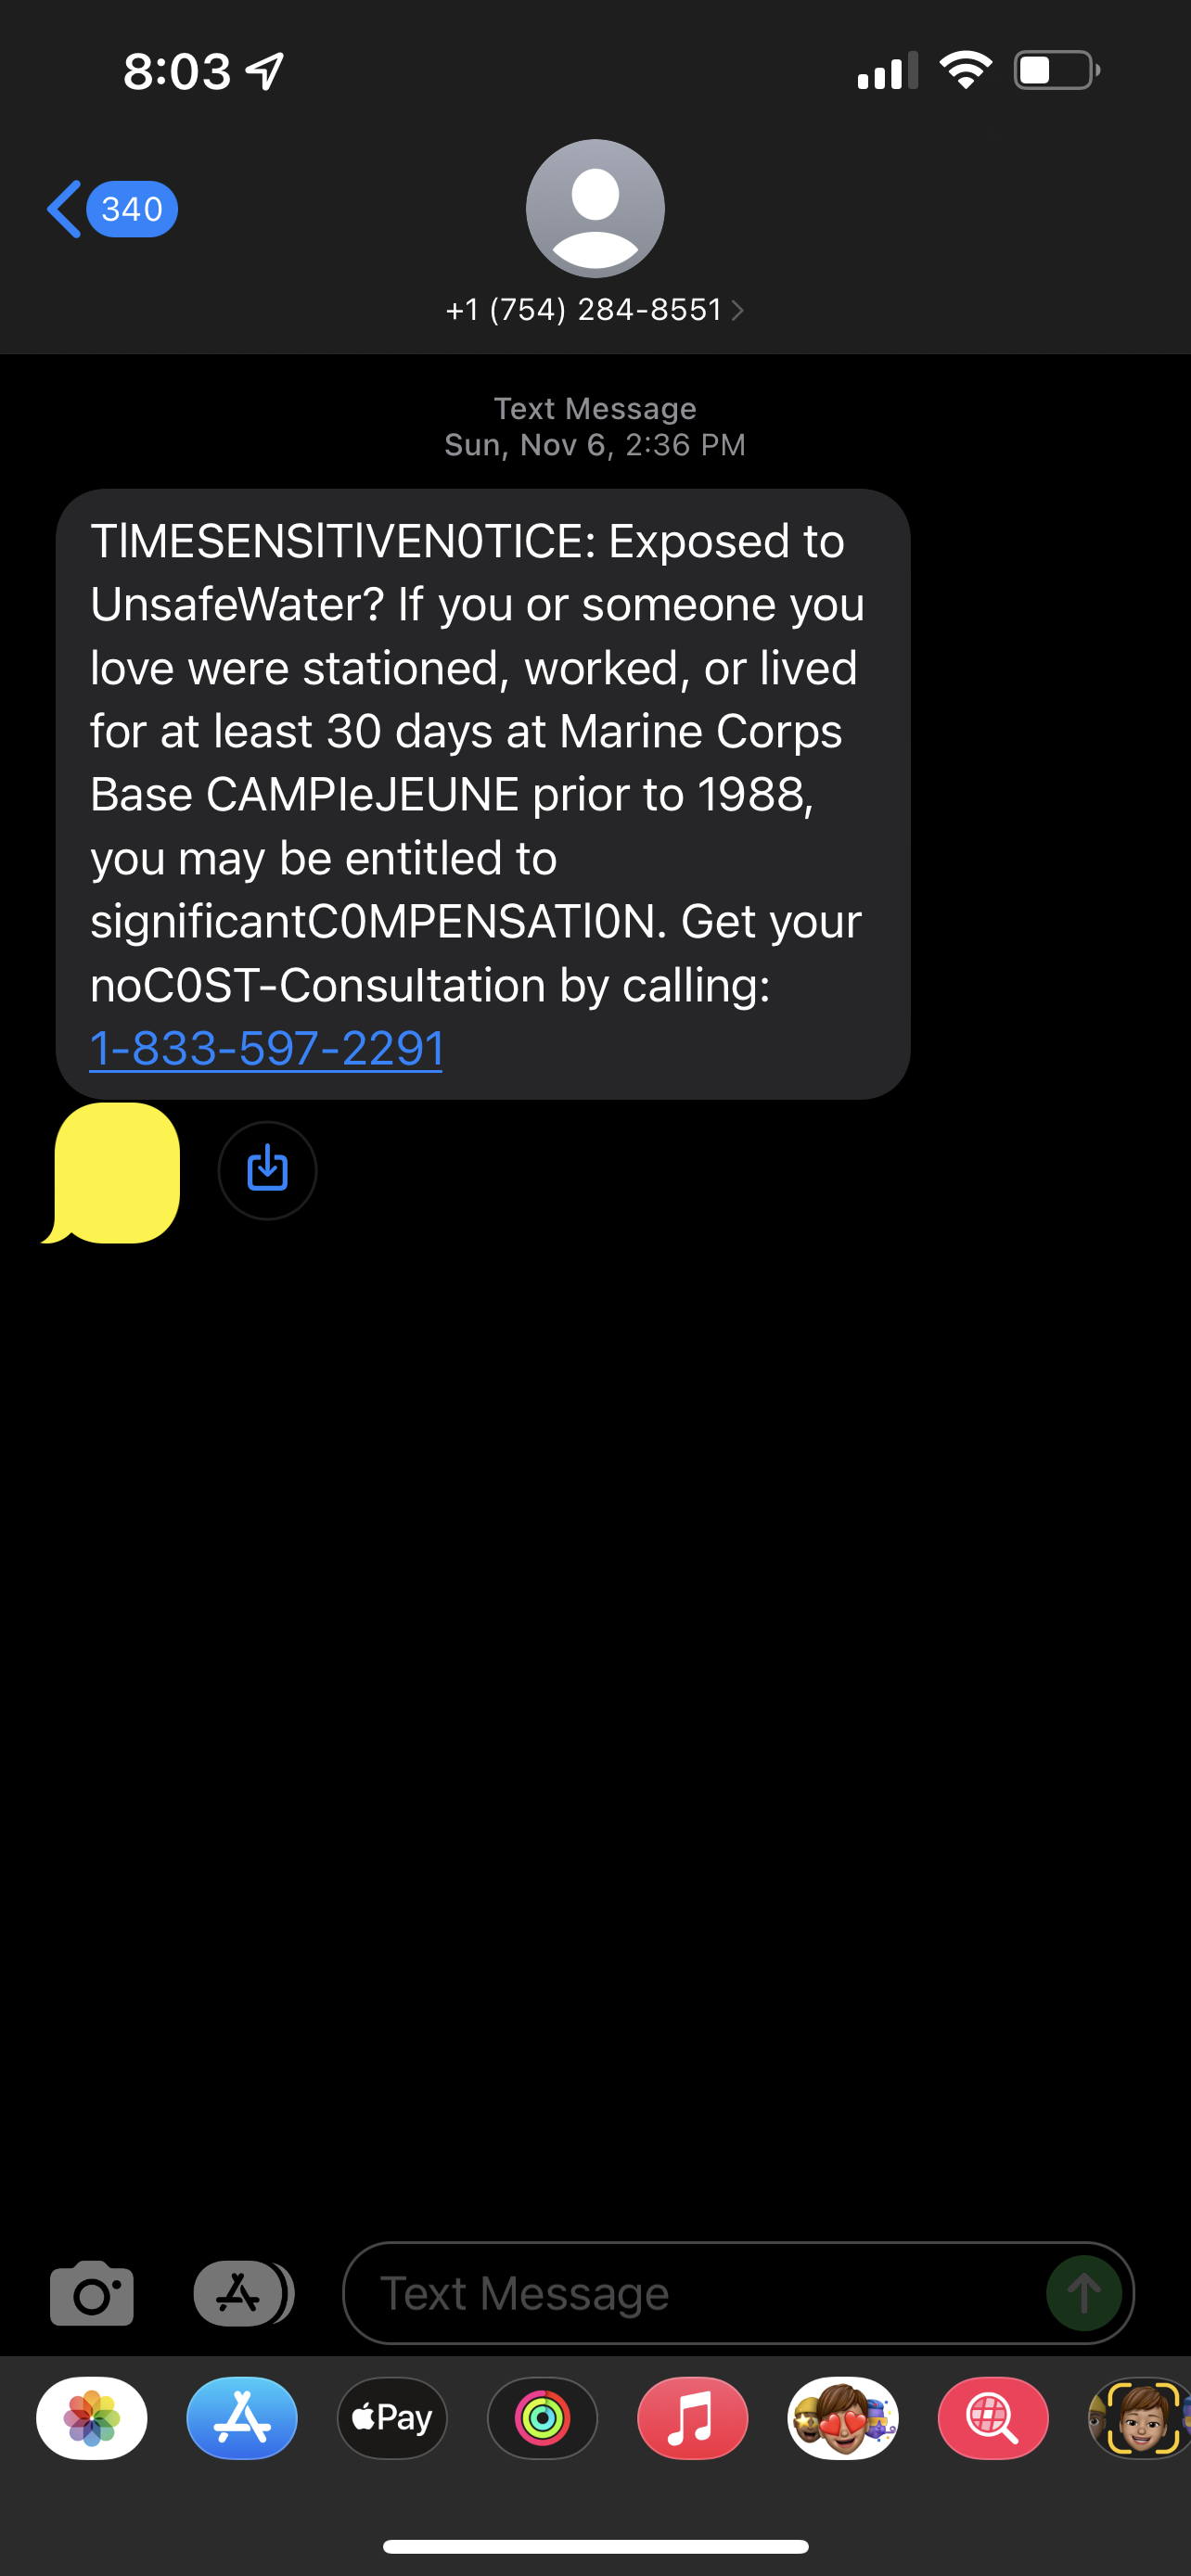 8:03
340
+1 (754) 284-8551
Text Message
Sun, Nov 6, 2:36 PM
TlMESENSlTlVEN0TlCE: Exposed to
UnsafeWater? If you or someone you
love were stationed, worked, or lived
for at least 30 days at Marine Corps
Base CAMPleJEUNE prior to 1988,
you may be entitled to
significantC0MPENSATl0N. Get your
noC0ST-Consultation by calling:
1-833-597-2291
Text Message
Pay